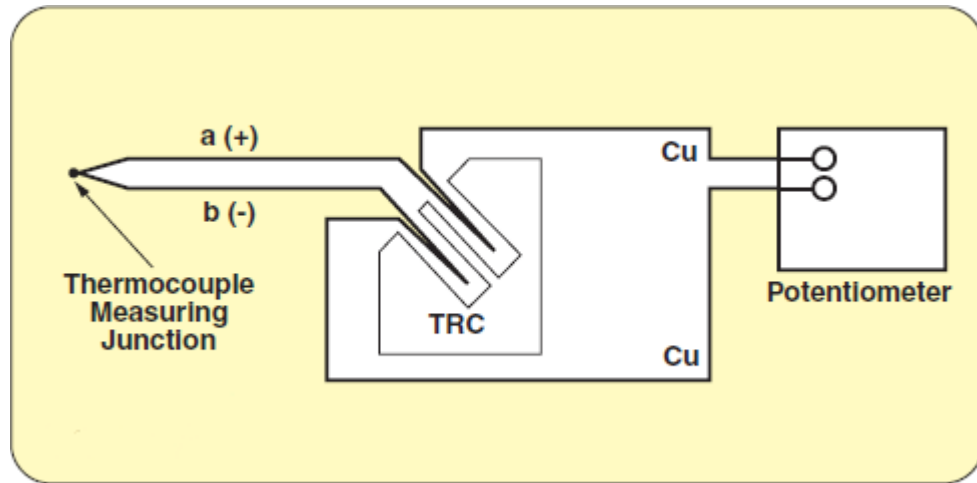 a (+)
Cu
b (-)
Thermocouple
Measuring
Junction
TRC
Potentiometer
Cu